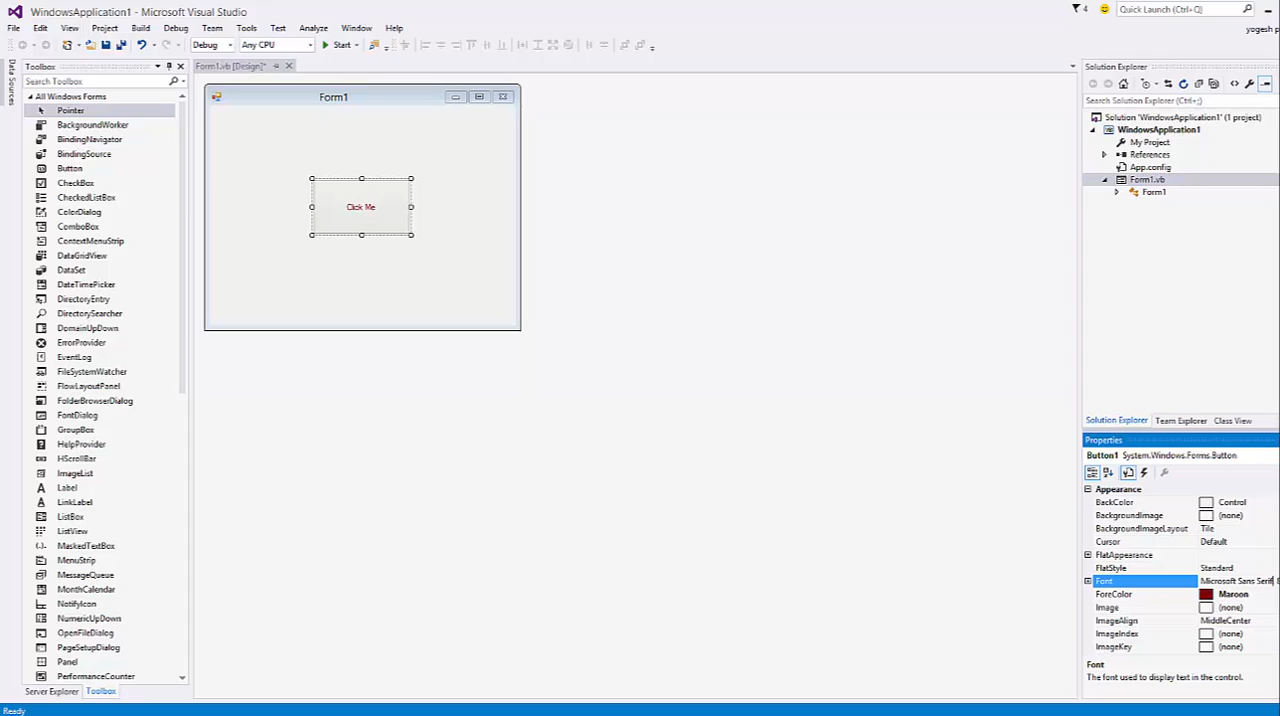 WindowsApplication1 - Microsoft Visual Studio
4
Quick Launch (Ctrl+Q)
File Edit View Project Build Debug Team Tools Test Analyze Window Help
yogesh p
Debug Any CPU Start
Data Sources
Toolbox
Search Toolbox
All Windows Forms
Pointer
BackgroundWorker
BindingNavigator
BindingSource
Button
CheckBox
CheckedListBox
ColorDialog
ComboBox
ContextMenuStrip
DataGridView
DataSet
DateTimePicker
DirectoryEntry
DirectorySearcher
DomainUpDown
ErrorProvider
EventLog
FileSystemWatcher
FlowLayoutPanel
FolderBrowserDialog
FontDialog
GroupBox
HelpProvider
HScrollBar
ImageList
Label
LinkLabel
ListBox
ListView
MaskedTextBox
MenuStrip
MessageQueue
MonthCalendar
NotifyIcon
NumericUpDown
OpenFileDialog
PageSetupDialog
Panel
PerformanceCounter
Server Explorer Toolbox
Form1.vb [Design]*
Form1
Click Me
Solution Explorer
Search Solution Explorer (Ctrl+;)
Solution 'WindowsApplication1' (1 project)
WindowsApplication1
My Project
References
App.config
Form1.vb
Form1
Solution Explorer Team Explorer Class View
Properties
Button1 System.Windows.Forms.Button
Appearance
BackColor Control
BackgroundImage (none)
BackgroundImageLayout Tile
Cursor Default
FlatAppearance
FlatStyle Standard
Font Microsoft Sans Serif
ForeColor Maroon
Image (none)
ImageAlign MiddleCenter
ImageIndex (none)
ImageKey (none)
Font
The font used to display text in the control.
Ready